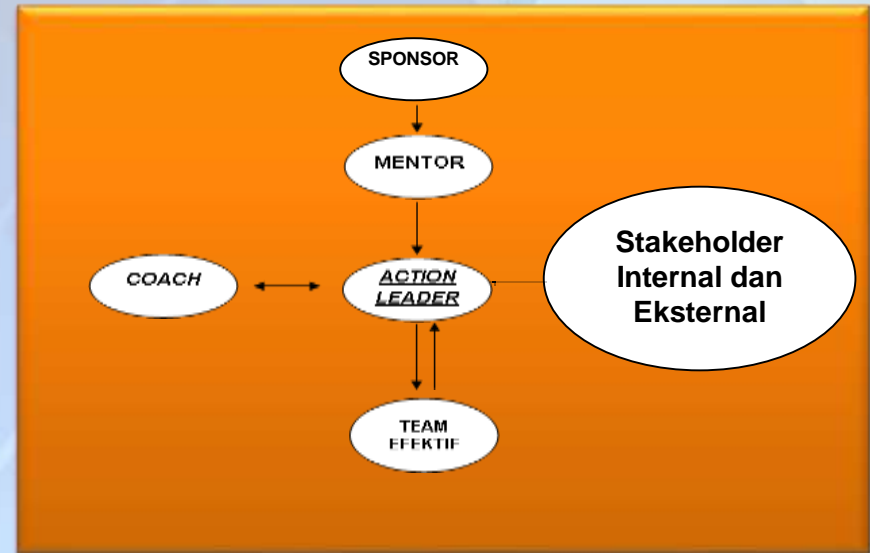 SPONSOR
MENTOR
Stakeholder
Internal dan
Eksternal
COACH
ACTION
LEADER
TEAM
EFEKTIF